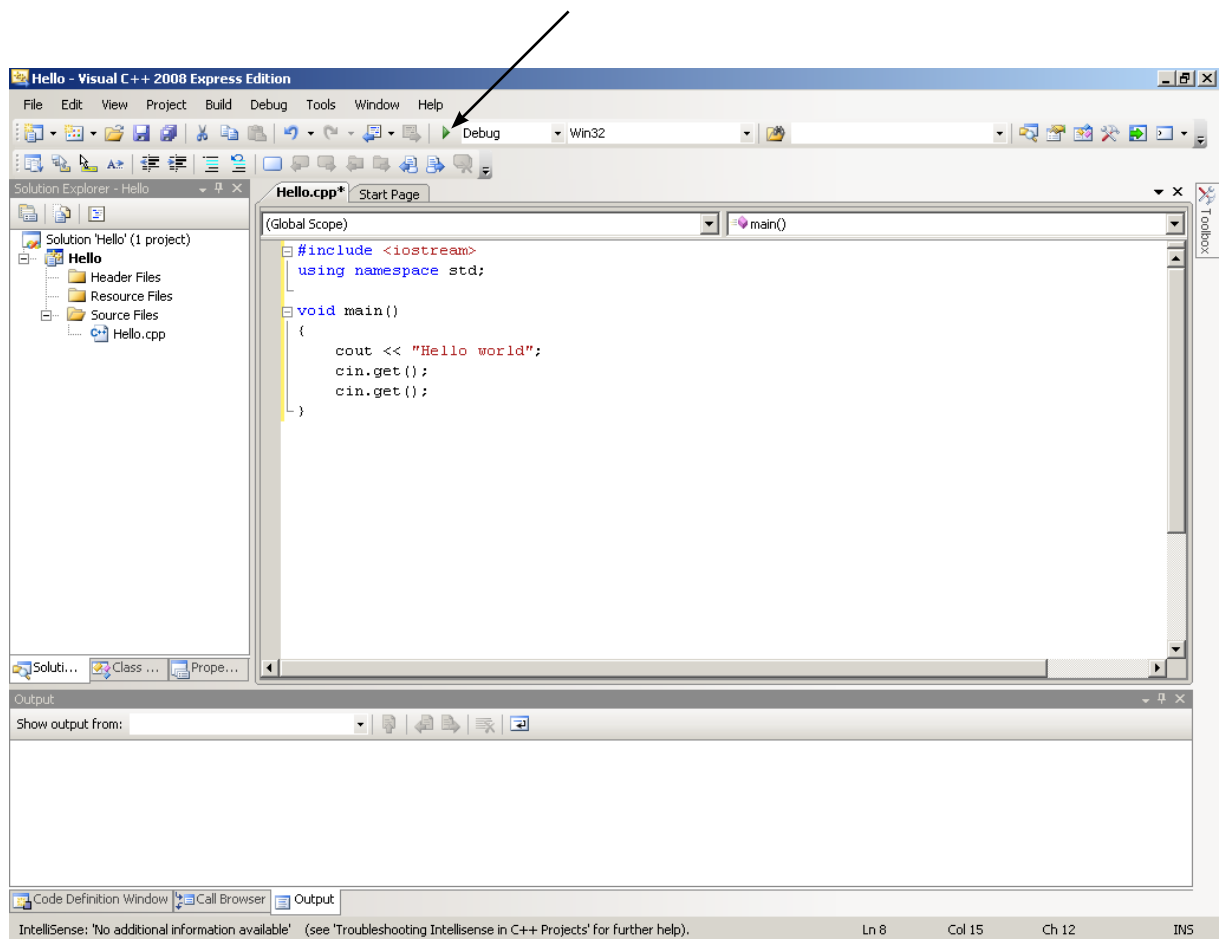 Hello - Visual C++ 2008 Express Edition
File Edit View Project Build Debug Tools Window Help
Debug Win32
Solution Explorer - Hello
Hello.cpp* Start Page
(Global Scope) main()
Solution 'Hello' (1 project)
Hello
Header Files
Resource Files
Source Files
Hello.cpp
#include <iostream>
using namespace std;
void main()
{
cout << "Hello world";
cin.get();
cin.get();
}
Toolbox
Soluti... Class ... Prope...
Output
Show output from:
Code Definition Window Call Browser Output
IntelliSense: 'No additional information available' (see 'Troubleshooting Intellisense in C++ Projects' for further help). Ln 8 Col 15 Ch 12 INS